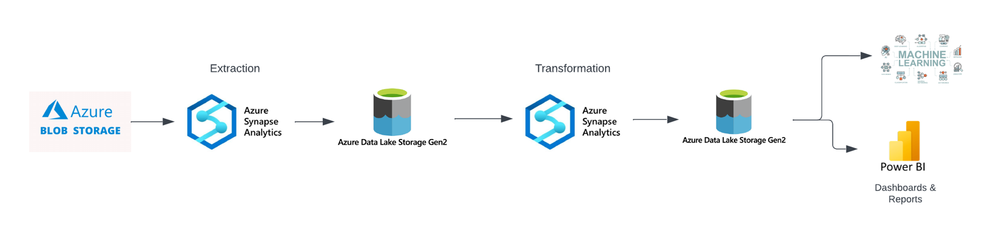 Extraction
Transformation
Azure
BLOB STORAGE
Azure
Synapse
Analytics
Azure Data Lake Storage Gen2
Azure
Synapse
Analytics
Azure Data Lake Storage Gen2
MACHINE
LEARNING
Power BI
Dashboards &
Reports